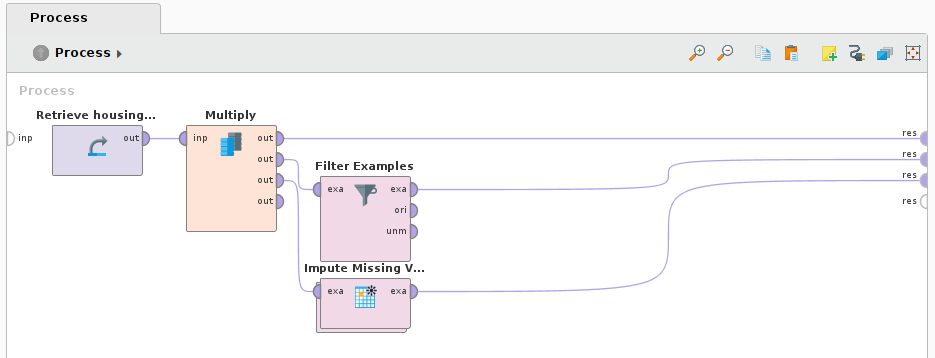 Process
Process
Process
Retrieve housing...
Multiply
inp
out
inp
out
res
out
res
Filter Examples
out
res
exa
exa
out
ori
res
unm
Impute Missing V...
exa
exa